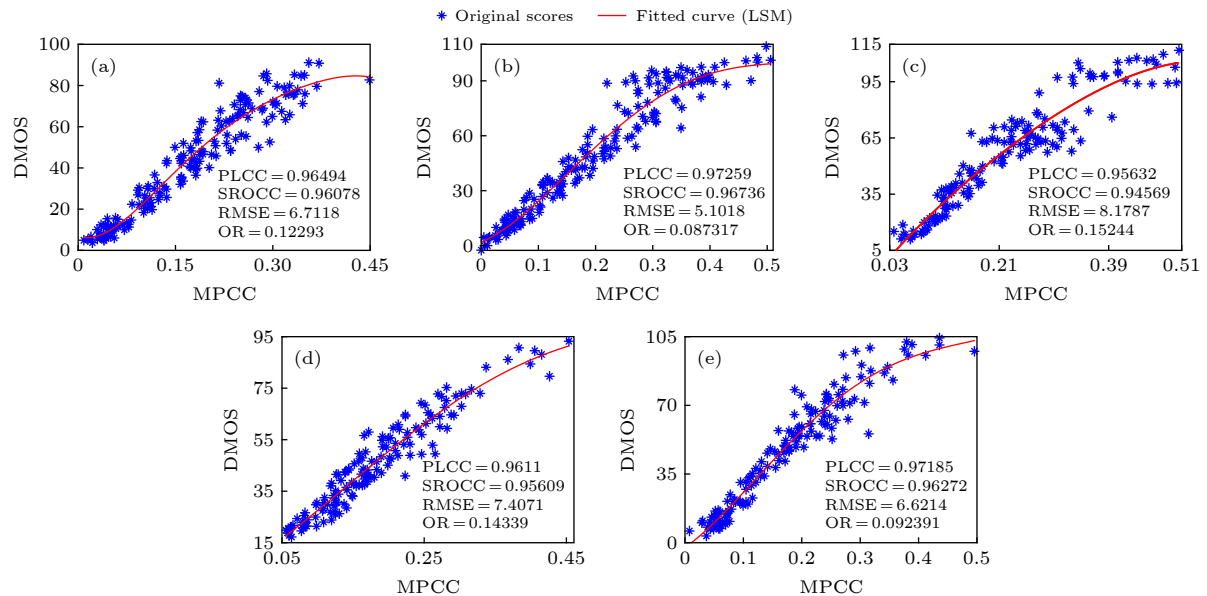 Original scores Fitted curve (LSM)
(a)
100
80
60
40
20
0
DMOS
PLCC=0.96494
SROCC=0.96078
RMSE=6.7118
OR=0.12293
0 0.15 0.30 0.45
MPCC
(b)
110
90
60
30
0
DMOS
PLCC=0.97259
SROCC=0.96736
RMSE=5.1018
OR=0.087317
0 0.1 0.2 0.3 0.4 0.5
MPCC
(c)
115
95
65
35
5
DMOS
PLCC=0.95632
SROCC=0.94569
RMSE=8.1787
OR=0.15244
0.03 0.21 0.39 0.51
MPCC
(d)
95
75
55
35
15
DMOS
PLCC=0.9611
SROCC=0.95609
RMSE=7.4071
OR=0.14339
0.05 0.25 0.45
MPCC
(e)
105
70
35
0
DMOS
PLCC=0.97185
SROCC=0.96272
RMSE=6.6214
OR=0.092391
0 0.1 0.2 0.3 0.4 0.5
MPCC